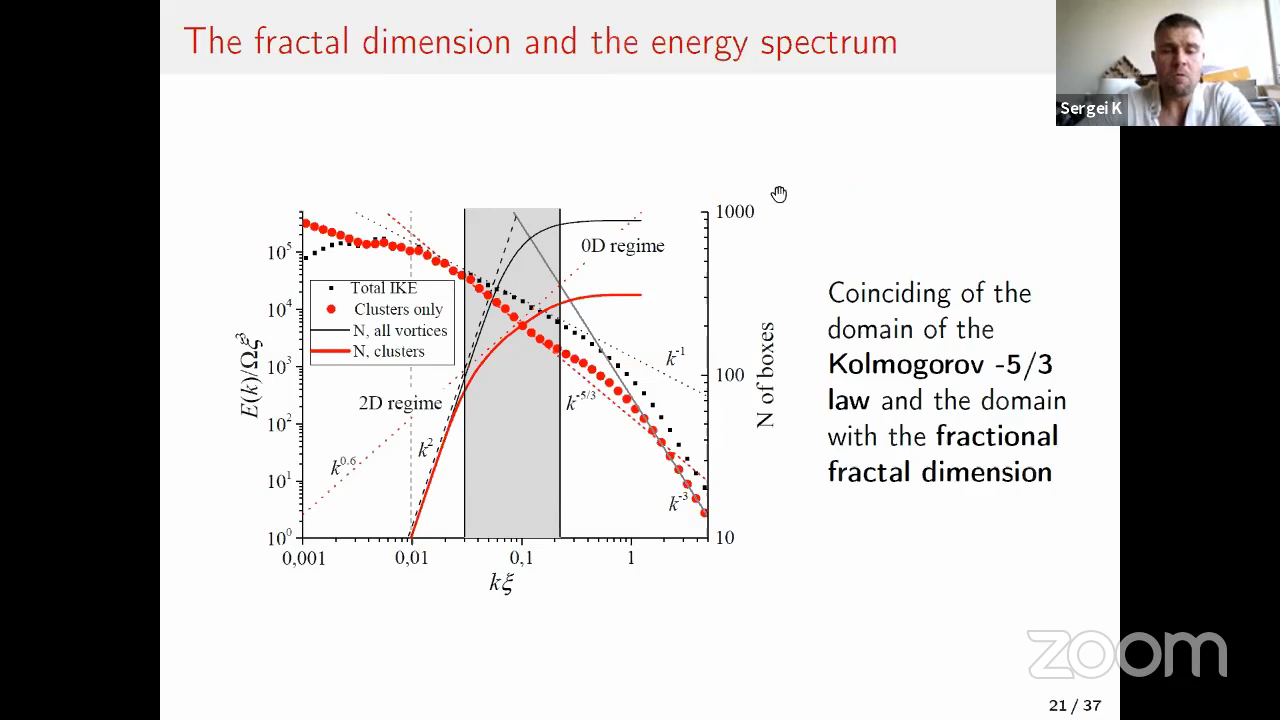 The fractal dimension and the energy spectrum
Sergei K
1000
0D regime
10⁵
Total IKE
10⁴
Clusters only
N, all vortices
N, clusters
E(k)/Ωξ³
10³
k⁻¹
100
N of boxes
2D regime
k^-5/3
10²
k²
k^0.6
10¹
k⁻³
10⁰
10
0,001
0,01
0,1
1
kξ
Coinciding of the
domain of the
Kolmogorov -5/3
law and the domain
with the fractional
fractal dimension
zoom
21 / 37